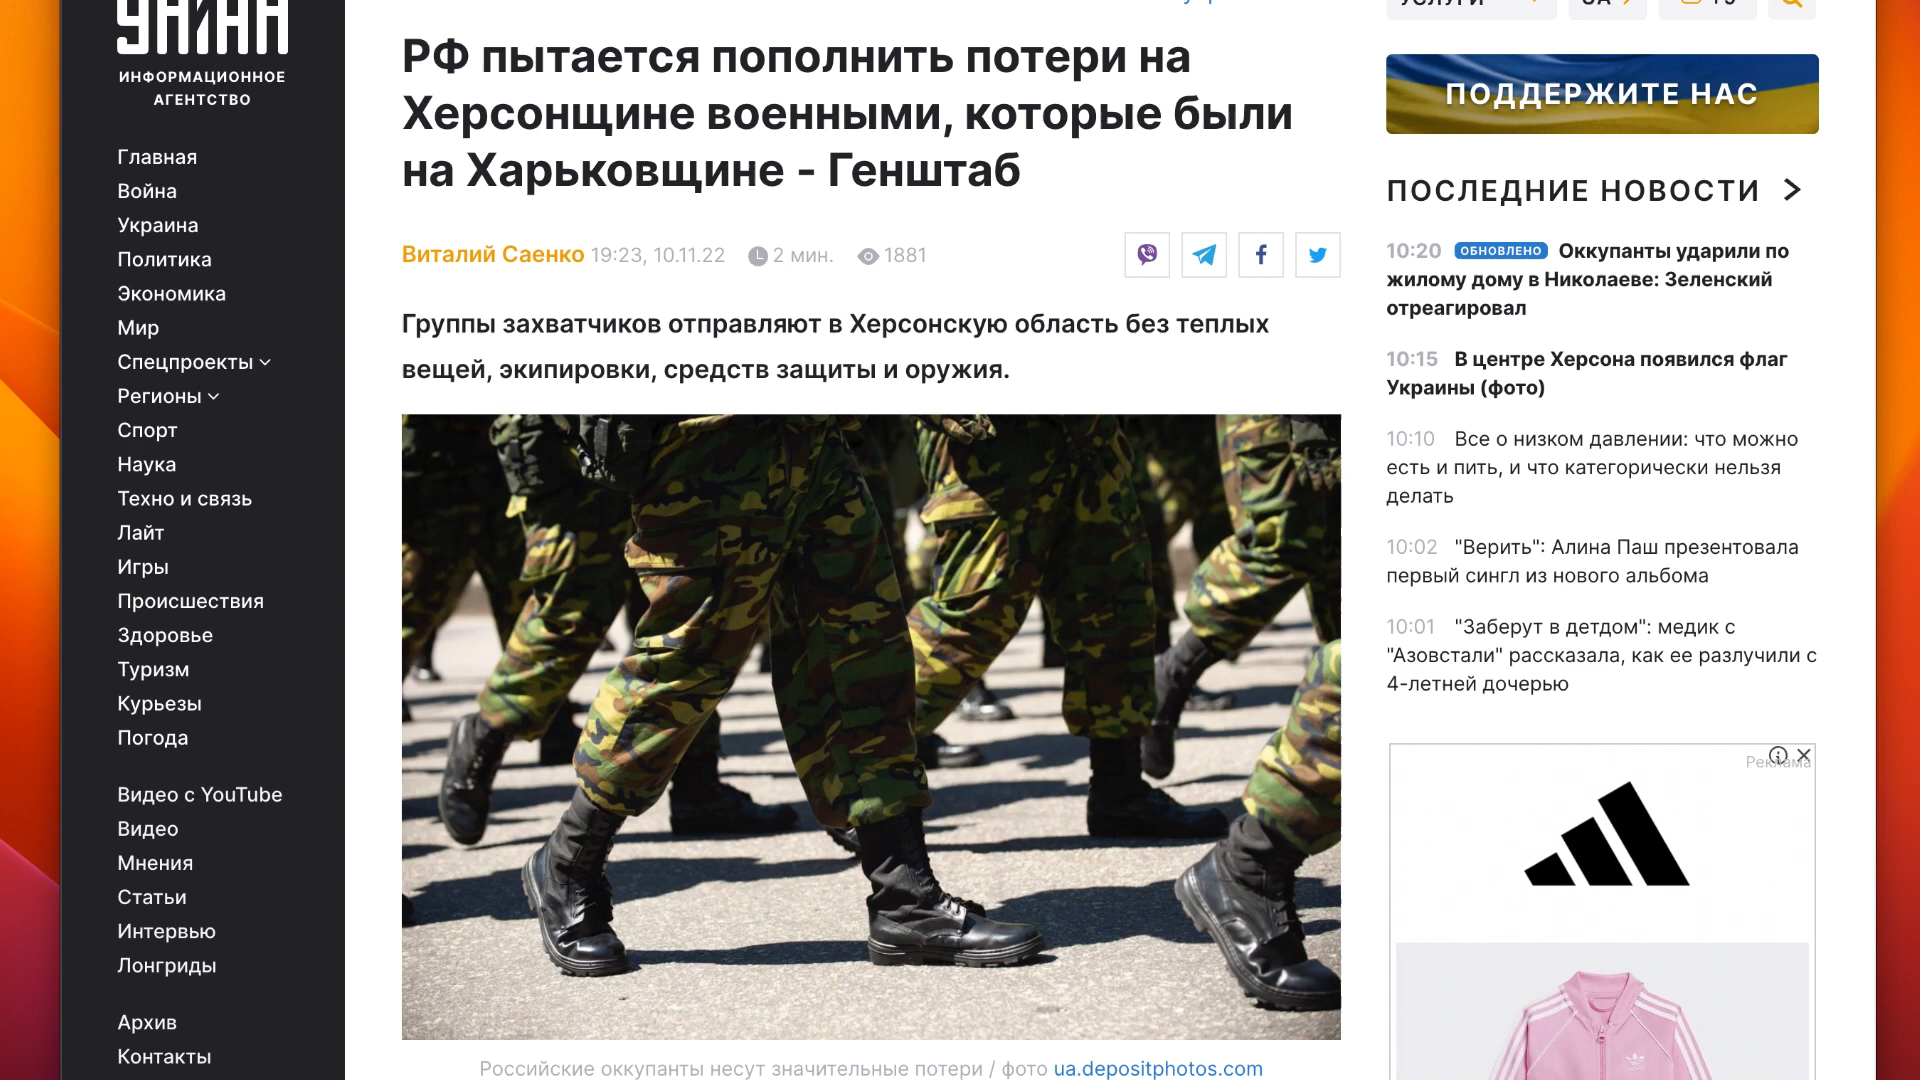 УНИАН
ИНФОРМАЦИОННОЕ
АГЕНТСТВО
Главная
Война
Украина
Политика
Экономика
Мир
Спецпроекты
Регионы
Спорт
Наука
Техно и связь
Лайт
Игры
Происшествия
Здоровье
Туризм
Курьезы
Погода
Видео с YouTube
Видео
Мнения
Статьи
Интервью
Лонгриды
Архив
Контакты
РФ пытается пополнить потери на
Херсонщине военными, которые были
на Харьковщине - Генштаб
Виталий Саенко 19:23, 10.11.22 2 мин. 1881
Группы захватчиков отправляют в Херсонскую область без теплых
вещей, экипировки, средств защиты и оружия.
Российские оккупанты несут значительные потери / фото ua.depositphotos.com
ПОДДЕРЖИТЕ НАС
ПОСЛЕДНИЕ НОВОСТИ
10:20 ОБНОВЛЕНО Оккупанты ударили по
жилому дому в Николаеве: Зеленский
отреагировал
10:15 В центре Херсона появился флаг
Украины (фото)
10:10 Все о низком давлении: что можно
есть и пить, и что категорически нельзя
делать
10:02 "Верить": Алина Паш презентовала
первый сингл из нового альбома
10:01 "Заберут в детдом": медик с
"Азовстали" рассказала, как ее разлучили с
4-летней дочерью
Реклама